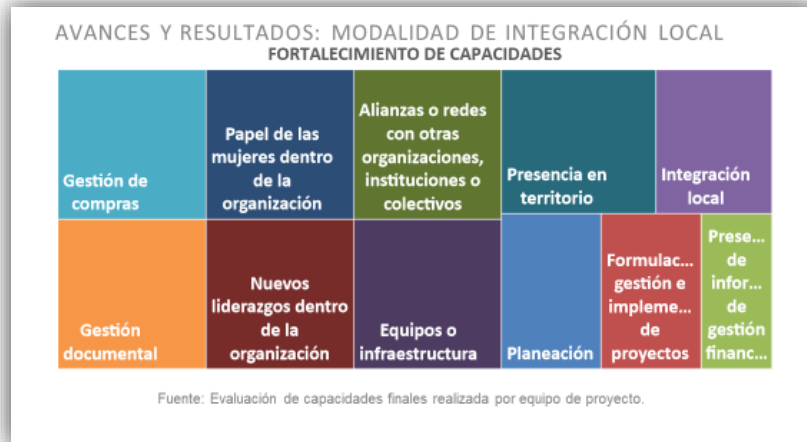 AVANCES Y RESULTADOS: MODALIDAD DE INTEGRACIÓN LOCAL
FORTALECIMIENTO DE CAPACIDADES
Gestión de
compras
Papel de las
mujeres dentro
de la
organización
Alianzas o redes
con otras
organizaciones,
instituciones o
colectivos
Presencia en
territorio
Integración
local
Gestión
documental
Nuevos
liderazgos dentro
de la
organización
Equipos o
infraestructura
Planeación
Formulac...
gestión e
impleme...
de
proyectos
Prese...
de
infor...
de
gestión
financ...
Fuente: Evaluación de capacidades finales realizada por equipo de proyecto.